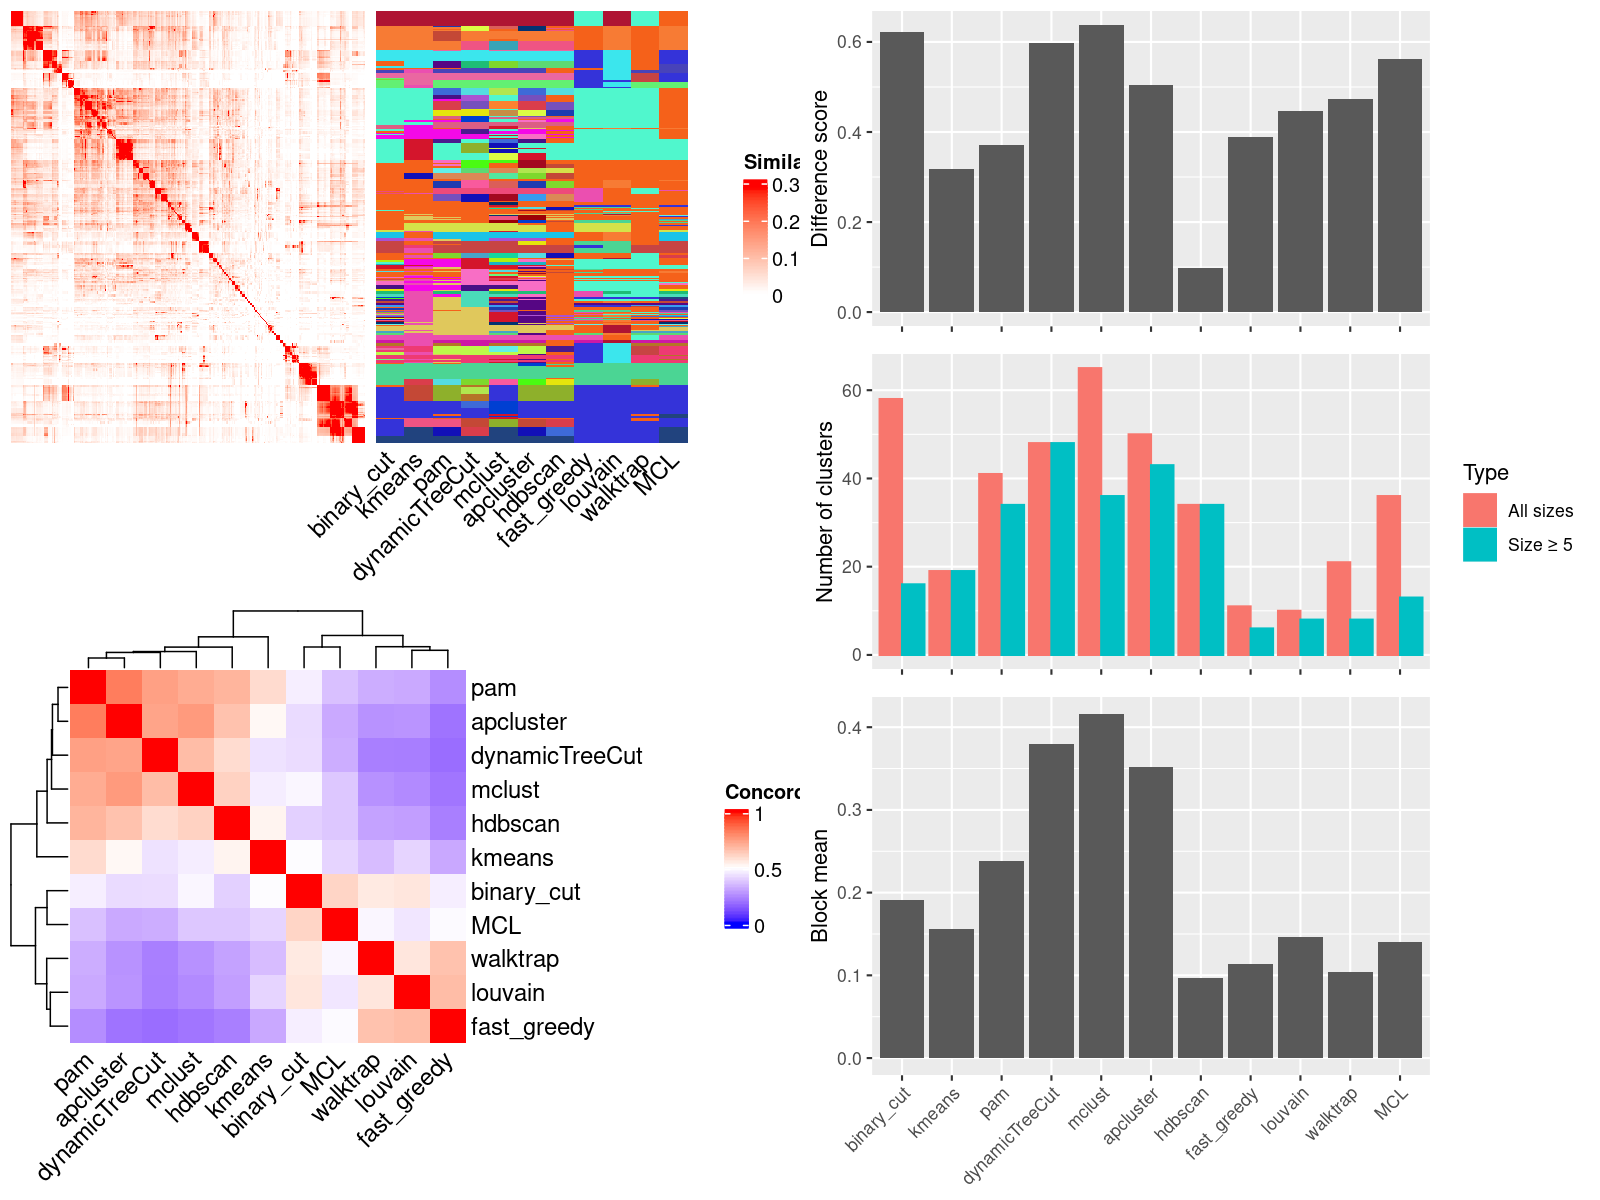 Simila
0.3
0.2
0.1
0
binary_cut
kmeans
pam
dynamicTreeCut
mclust
apcluster
hdbscan
fast_greedy
louvain
walktrap
MCL
pam
apcluster
dynamicTreeCut
mclust
hdbscan
kmeans
binary_cut
MCL
walktrap
louvain
fast_greedy
pam
apcluster
dynamicTreeCut
mclust
hdbscan
kmeans
binary_cut
MCL
walktrap
louvain
fast_greedy
Concord
1
0.5
0
Difference score
0.6
0.4
0.2
0.0
Number of clusters
60
40
20
0
Type
All sizes
Size ≥ 5
Block mean
0.4
0.3
0.2
0.1
0.0
binary_cut
kmeans
pam
dynamicTreeCut
mclust
apcluster
hdbscan
fast_greedy
louvain
walktrap
MCL